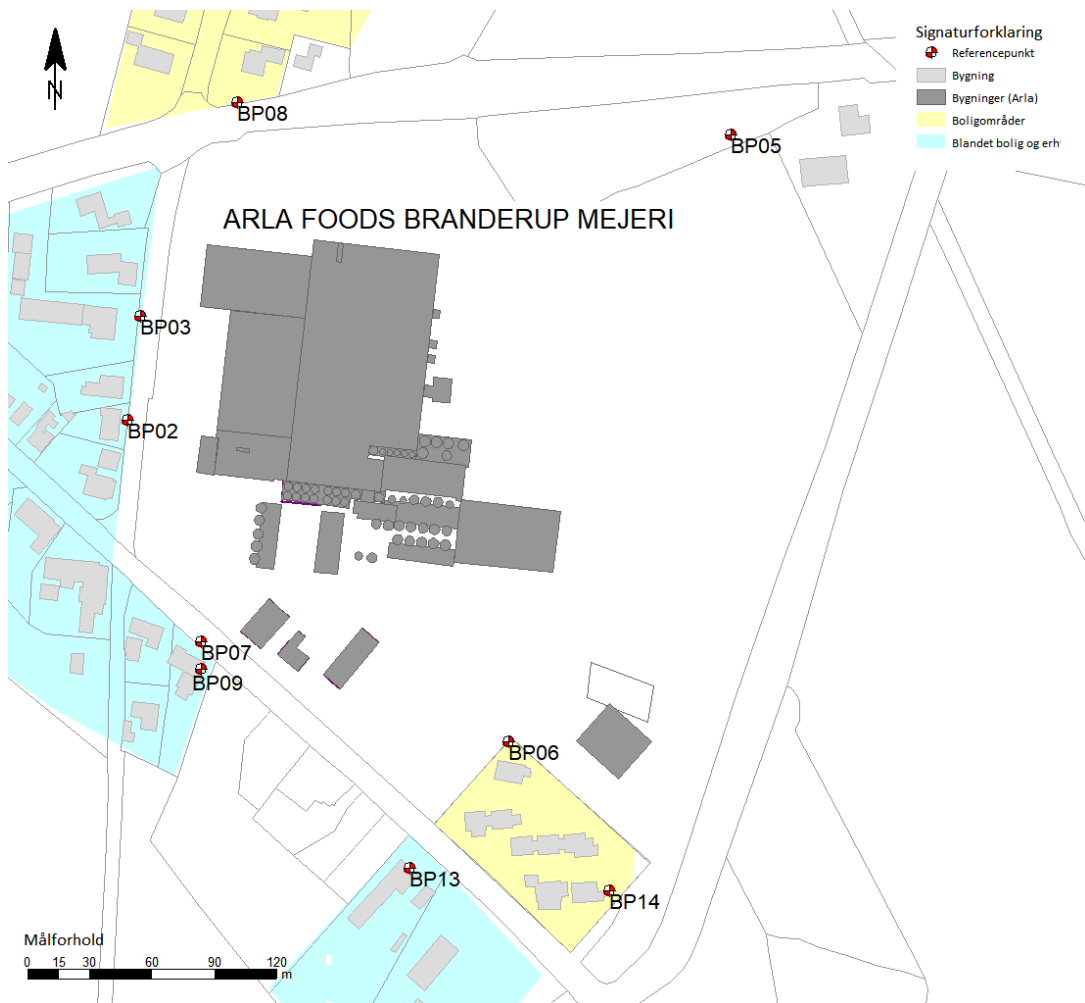 Signaturforklaring
Referencepunkt
Bygning
Bygninger (Arla)
Boligområder
Blandet bolig og erh
N
BP08
BP05
ARLA FOODS BRANDERUP MEJERI
BP03
BP02
BP07
BP09
BP06
BP13
BP14
Målforhold
0 15 30 60 90 120
m